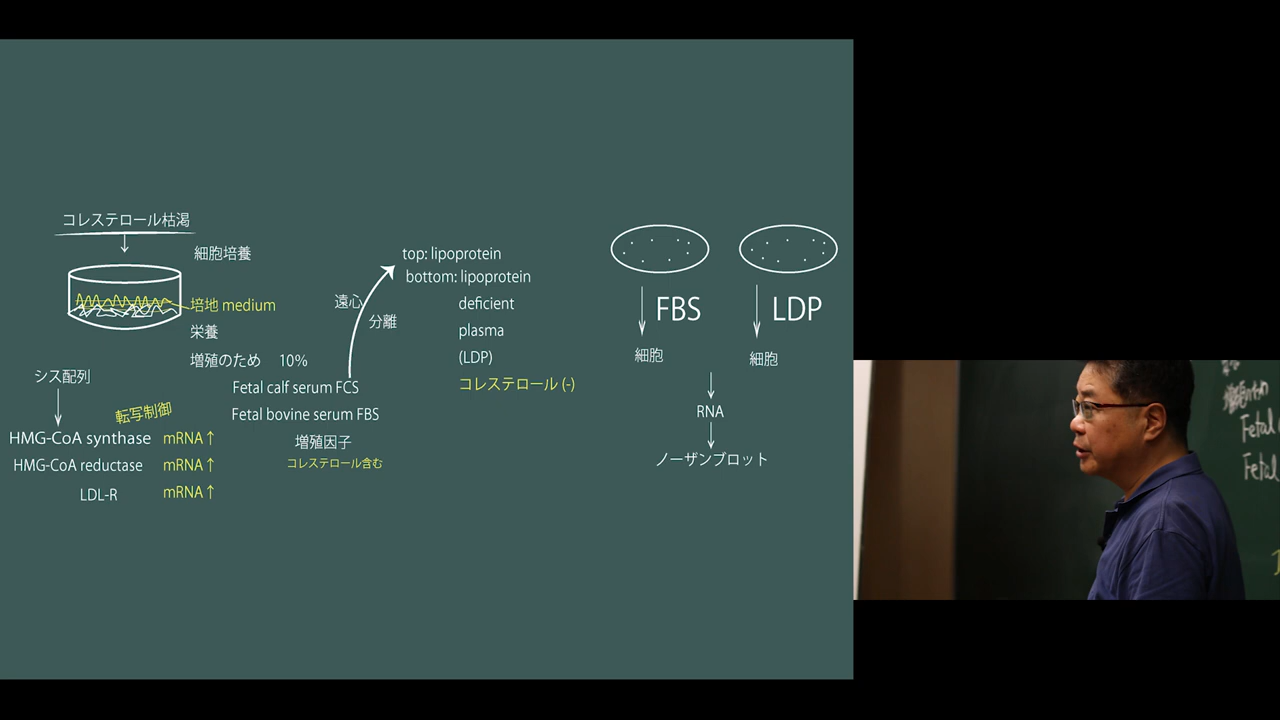 コレステロール枯渇
細胞培養
培地 medium
栄養
増殖のため 10%
Fetal calf serum FCS
Fetal bovine serum FBS
増殖因子
コレステロール含む
シス配列
転写制御
HMG-CoA synthase mRNA↑
HMG-CoA reductase mRNA↑
LDL-R mRNA↑
遠心
分離
top: lipoprotein
bottom: lipoprotein
deficient
plasma
(LDP)
コレステロール (-)
FBS
LDP
細胞
細胞
RNA
ノーザンブロット
Fetal
Fetal